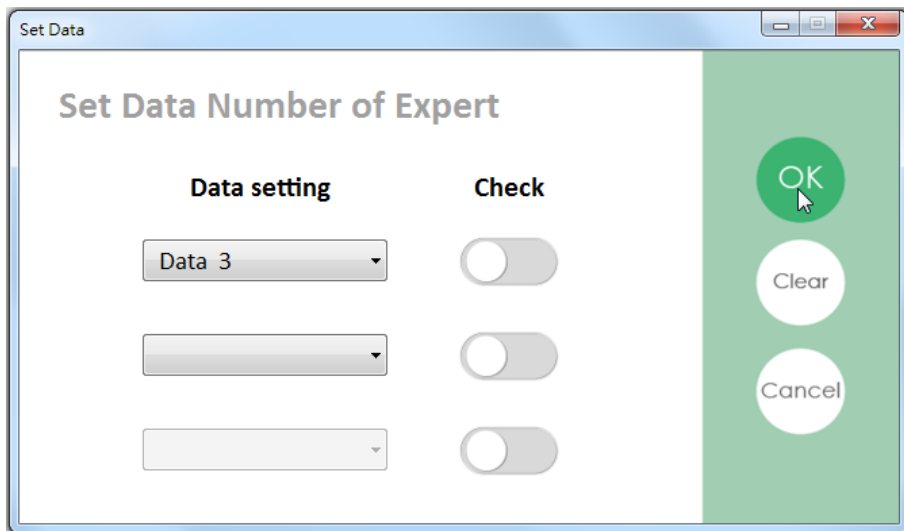 Set Data
Set Data Number of Expert
Data setting Check
Data 3
OK
Clear
Cancel